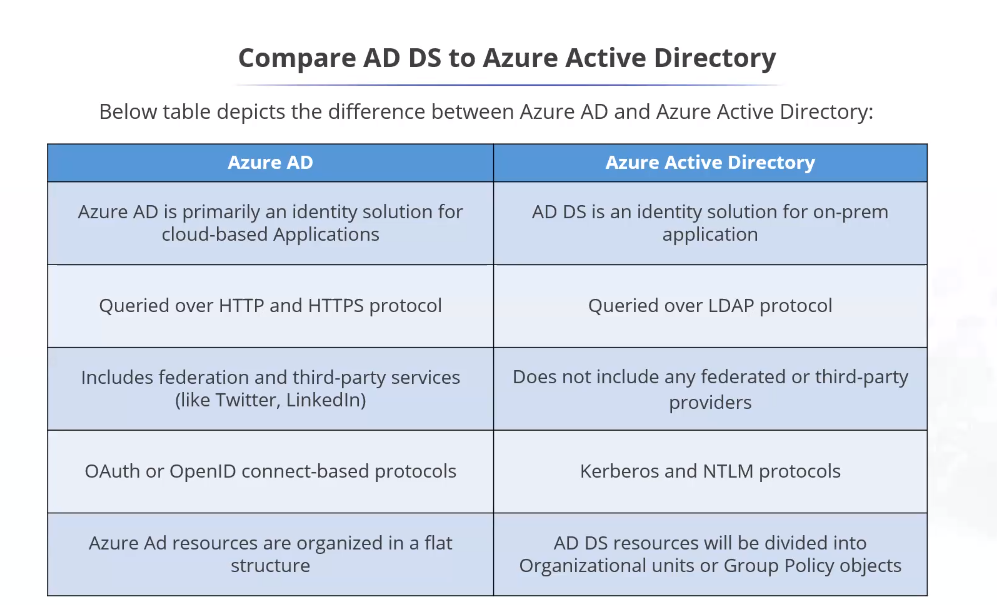 Compare AD DS to Azure Active Directory
Below table depicts the difference between Azure AD and Azure Active Directory:
Azure AD
Azure Active Directory
Azure AD is primarily an identity solution for
cloud-based Applications
AD DS is an identity solution for on-prem
application
Queried over HTTP and HTTPS protocol
Queried over LDAP protocol
Includes federation and third-party services
(like Twitter, LinkedIn)
Does not include any federated or third-party
providers
OAuth or OpenID connect-based protocols
Kerberos and NTLM protocols
Azure Ad resources are organized in a flat
structure
AD DS resources will be divided into
Organizational units or Group Policy objects